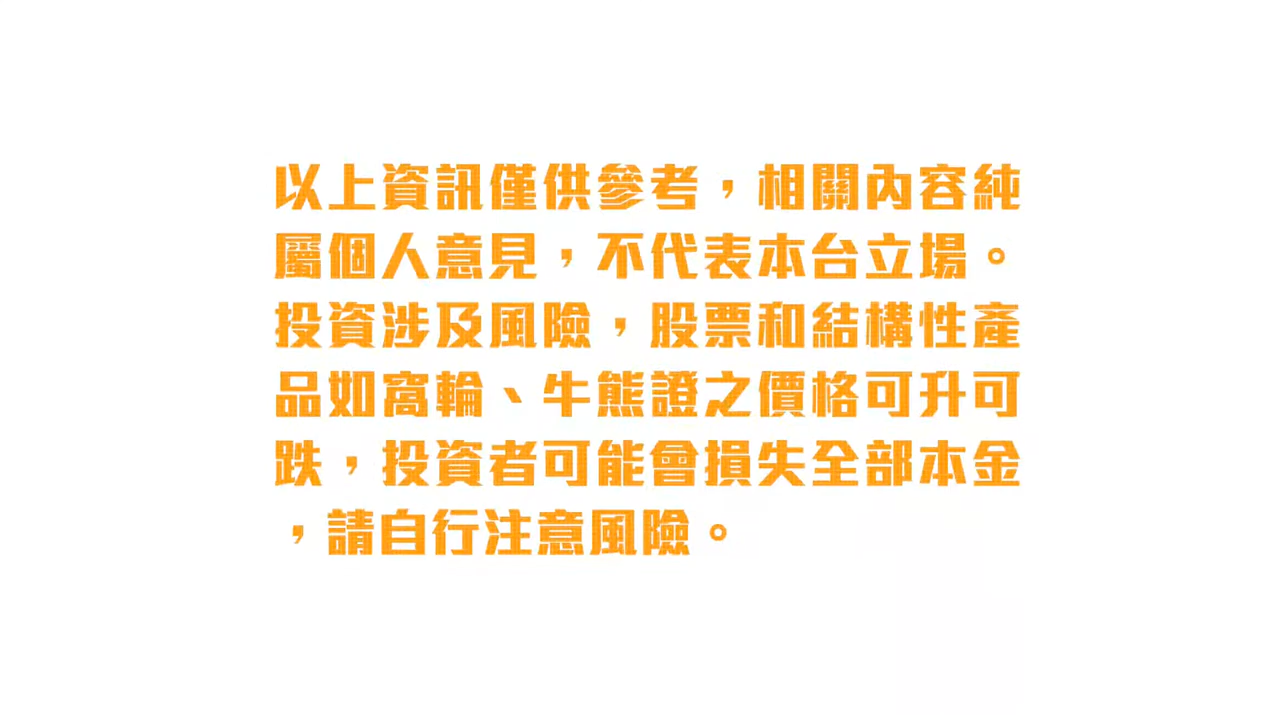 以上資訊僅供參考，相關內容純
屬個人意見，不代表本台立場。
投資涉及風險，股票和結構性產
品如窩輪、牛熊證之價格可升可
跌，投資者可能會損失全部本金
，請自行注意風險。